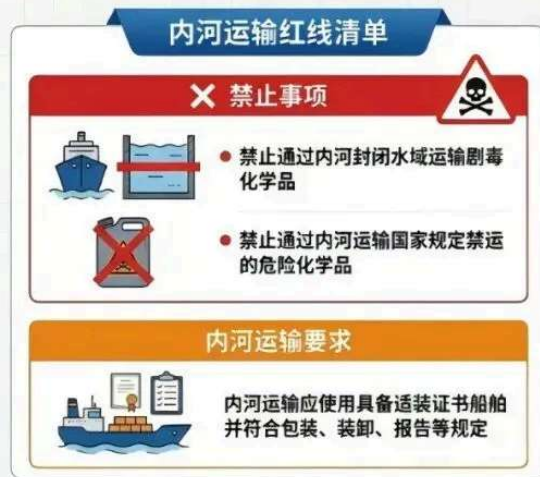 内河运输红线清单
禁止事项
禁止通过内河封闭水域运输剧毒
化学品
禁止通过内河运输国家规定禁运
的危险化学品
内河运输要求
内河运输应使用具备适装证书船舶
并符合包装、装卸、报告等规定